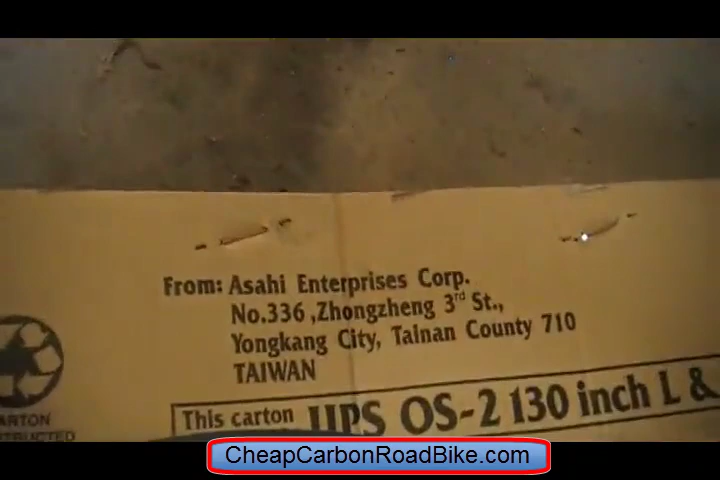 From: Asahi Enterprises Corp.
No.336 ,Zhongzheng 3rd St.,
Yongkang City, Tainan County 710
TAIWAN
This carton UPS OS-2 130 inch L &
CheapCarbonRoadBike.com